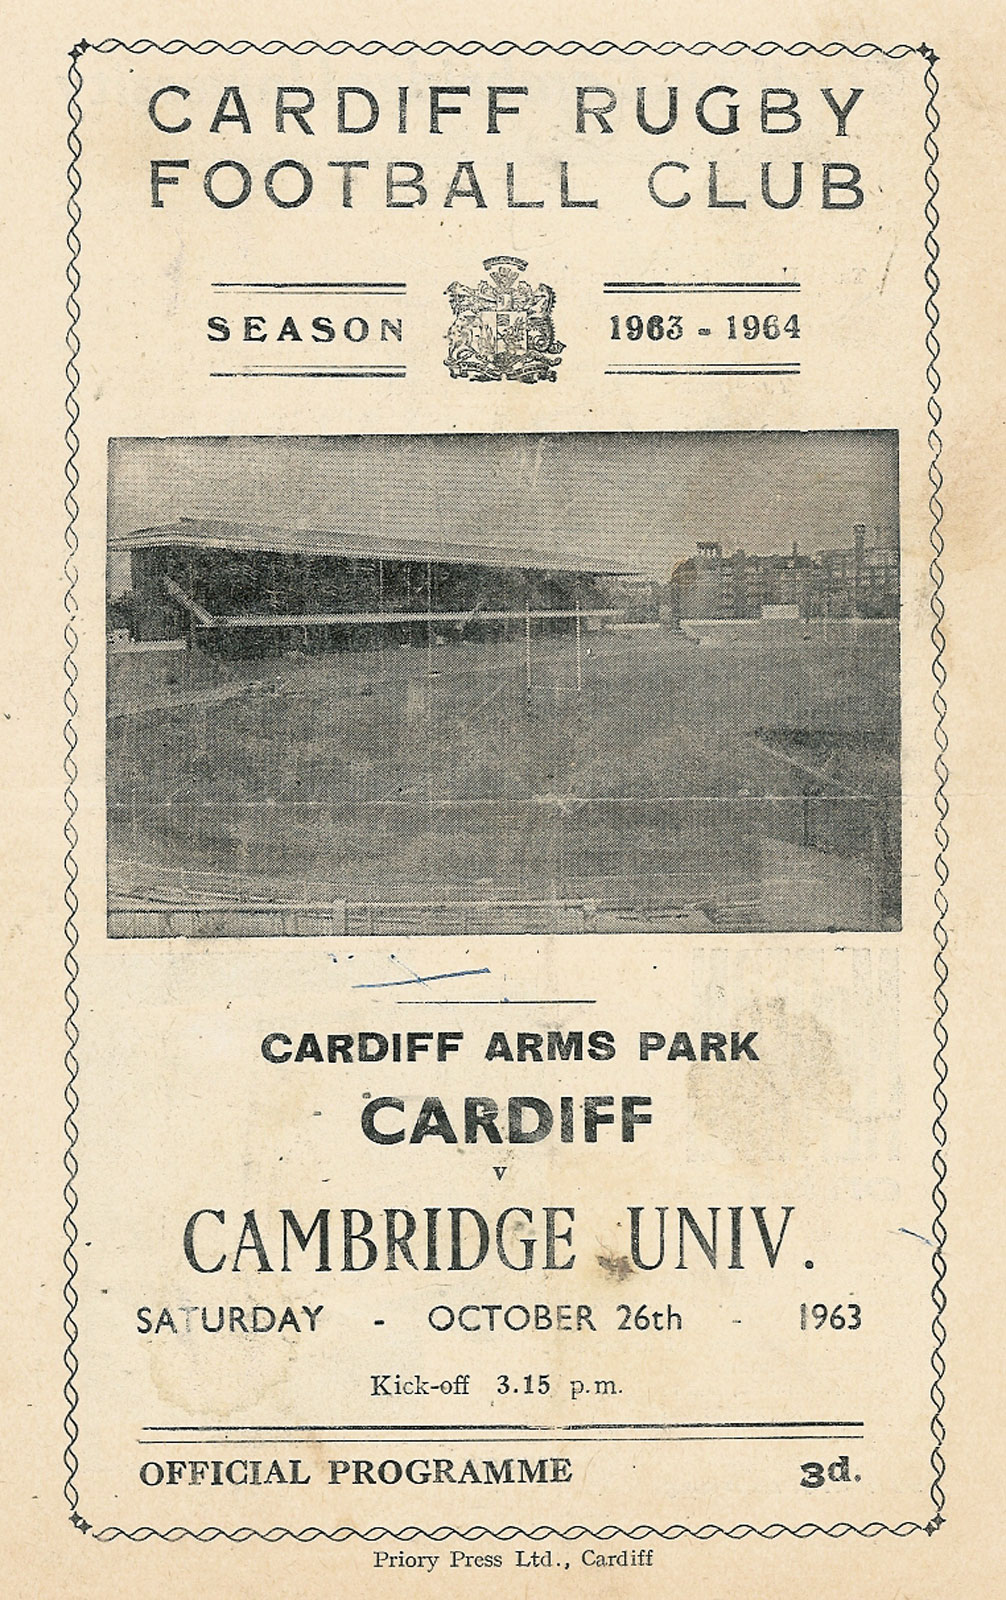 CARDIFF RUGBY
FOOTBALL CLUB
SEASON 1963 - 1964
CARDIFF ARMS PARK
CARDIFF
v
CAMBRIDGE UNIV.
SATURDAY - OCTOBER 26th - 1963
Kick-off 3.15 p.m.
OFFICIAL PROGRAMME 3d.
Priory Press Ltd., Cardiff